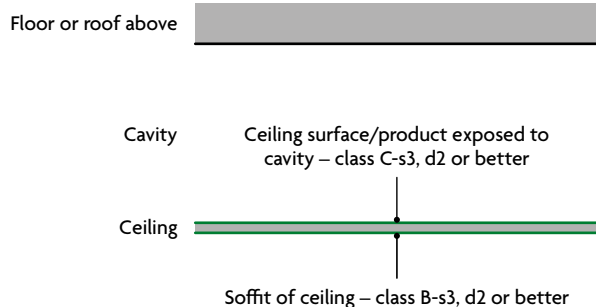 Floor or roof above
Cavity
Ceiling surface/product exposed to
cavity – class C-s3, d2 or better
Ceiling
Soffit of ceiling – class B-s3, d2 or better